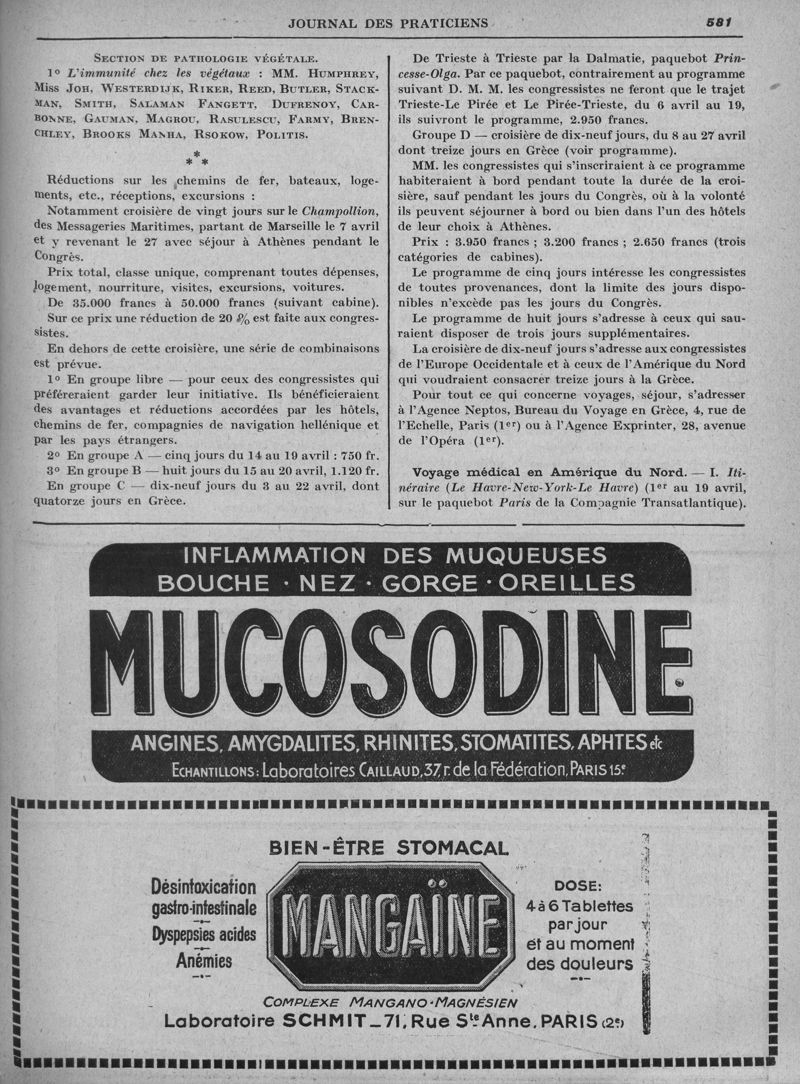 JOURNAL DES PRATICIENS 581
SECTION DE PATHOLOGIE VÉGÉTALE.
1º L'immunité chez les végétaux : MM. HUMPHREY,
Miss JOH, WESTERDIJK, RIKER, REED, BUTLER, STACK-
MAN, SMITH, SALAMAN FANGETT, DUFRENOY, CAR-
BONNE, GAUMAN, MAGROU, RASULESCU, FARMY, BREN-
CHLEY, BROOKS MANHA, RSOKOW, POLITIS.
*
* *
Réductions sur les chemins de fer, bateaux, loge-
ments, etc., réceptions, excursions :
Notamment croisière de vingt jours sur le Champollion,
des Messageries Maritimes, partant de Marseille le 7 avril
et y revenant le 27 avec séjour à Athènes pendant le
Congrès.
Prix total, classe unique, comprenant toutes dépenses,
logement, nourriture, visites, excursions, voitures.
De 35.000 francs à 50.000 francs (suivant cabine).
Sur ce prix une réduction de 20 % est faite aux congres-
sistes.
En dehors de cette croisière, une série de combinaisons
est prévue.
1º En groupe libre — pour ceux des congressistes qui
préféreraient garder leur initiative. Ils bénéficieraient
des avantages et réductions accordées par les hôtels,
chemins de fer, compagnies de navigation hellénique et
par les pays étrangers.
2º En groupe A — cinq jours du 14 au 19 avril : 750 fr.
3º En groupe B — huit jours du 15 au 20 avril, 1.120 fr.
En groupe C — dix-neuf jours du 3 au 22 avril, dont
quatorze jours en Grèce.
De Trieste à Trieste par la Dalmatie, paquebot Prin-
cesse-Olga. Par ce paquebot, contrairement au programme
suivant D. M. M. les congressistes ne feront que le trajet
Trieste-Le Pirée et Le Pirée-Trieste, du 6 avril au 19,
ils suivront le programme, 2.950 francs.
Groupe D — croisière de dix-neuf jours, du 8 au 27 avril
dont treize jours en Grèce (voir programme).
MM. les congressistes qui s'inscriraient à ce programme
habiteraient à bord pendant toute la durée de la croi-
sière, sauf pendant les jours du Congrès, où à la volonté
ils peuvent séjourner à bord ou bien dans l'un des hôtels
de leur choix à Athènes.
Prix : 3.950 francs ; 3.200 francs ; 2.650 francs (trois
catégories de cabines).
Le programme de cinq jours intéresse les congressistes
de toutes provenances, dont la limite des jours dispo-
nibles n'excède pas les jours du Congrès.
Le programme de huit jours s'adresse à ceux qui sau-
raient disposer de trois jours supplémentaires.
La croisière de dix-neuf jours s'adresse aux congressistes
de l'Europe Occidentale et à ceux de l'Amérique du Nord
qui voudraient consacrer treize jours à la Grèce.
Pour tout ce qui concerne voyages, séjour, s'adresser
à l'Agence Neptos, Bureau du Voyage en Grèce, 4, rue de
l'Echelle, Paris (1er) ou à l'Agence Exprinter, 28, avenue
de l'Opéra (1er).
Voyage médical en Amérique du Nord. — I. Iti-
néraire (Le Havre-New-York-Le Havre) (1er au 19 avril,
sur le paquebot Paris de la Compagnie Transatlantique).
INFLAMMATION DES MUQUEUSES
BOUCHE · NEZ · GORGE · OREILLES
MUCOSODINE
ANGINES, AMYGDALITES, RHINITES, STOMATITES, APHTES etc
ECHANTILLONS : Laboratoires CAILLAUD, 37, r. de la Fédération, PARIS 15e
BIEN-ÊTRE STOMACAL
Désintoxication
gastro-intestinale
Dyspepsies acides
Anémies
MANGAÏNE
DOSE:
4 à 6 Tablettes
par jour
et au moment
des douleurs
COMPLEXE MANGANO-MAGNÉSIEN
Laboratoire SCHMIT _ 71, Rue Ste Anne, PARIS (2e)